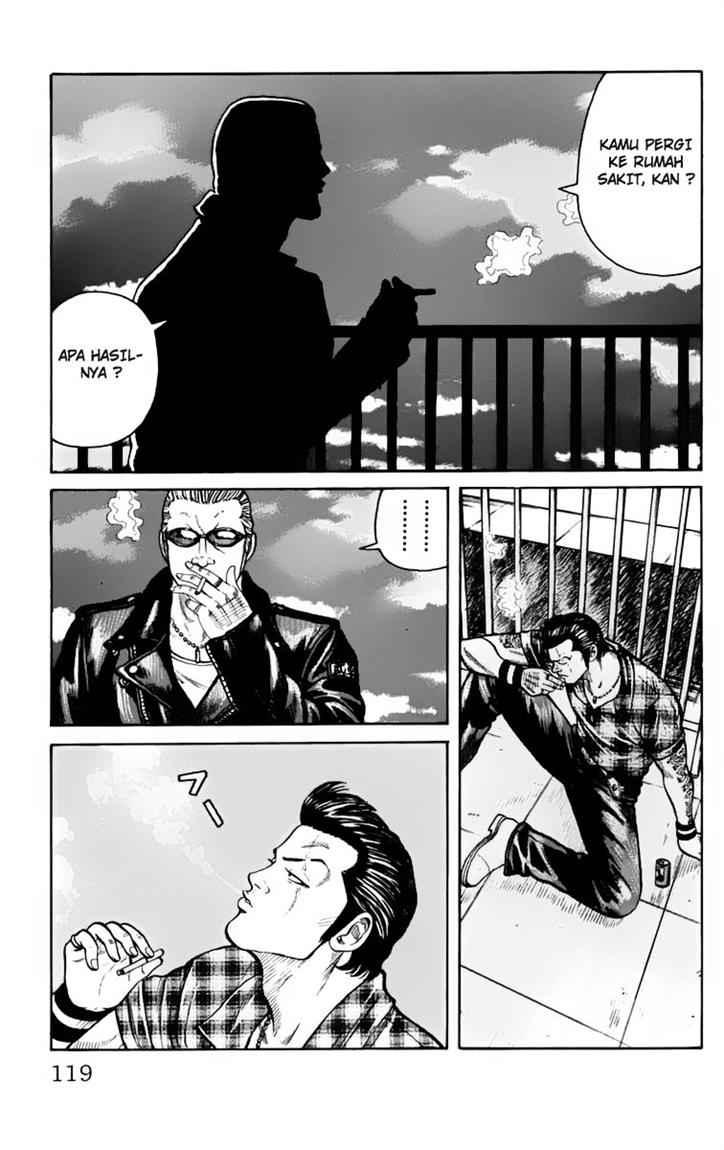 KAMU PERGI
KE RUMAH
SAKIT, KAN ?
APA HASIL-
NYA ?
フー
119